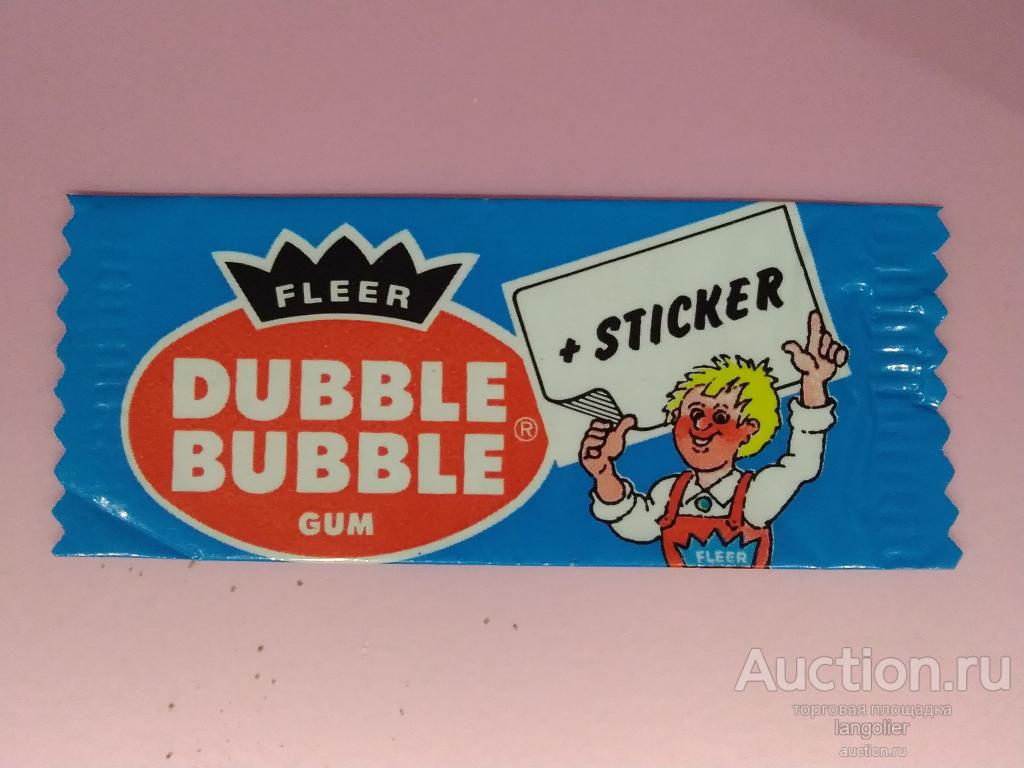 FLEER
DUBBLE
BUBBLE®
GUM
+ STICKER
FLEER
Auction.ru
торговая площадка
langolier
auction.ru